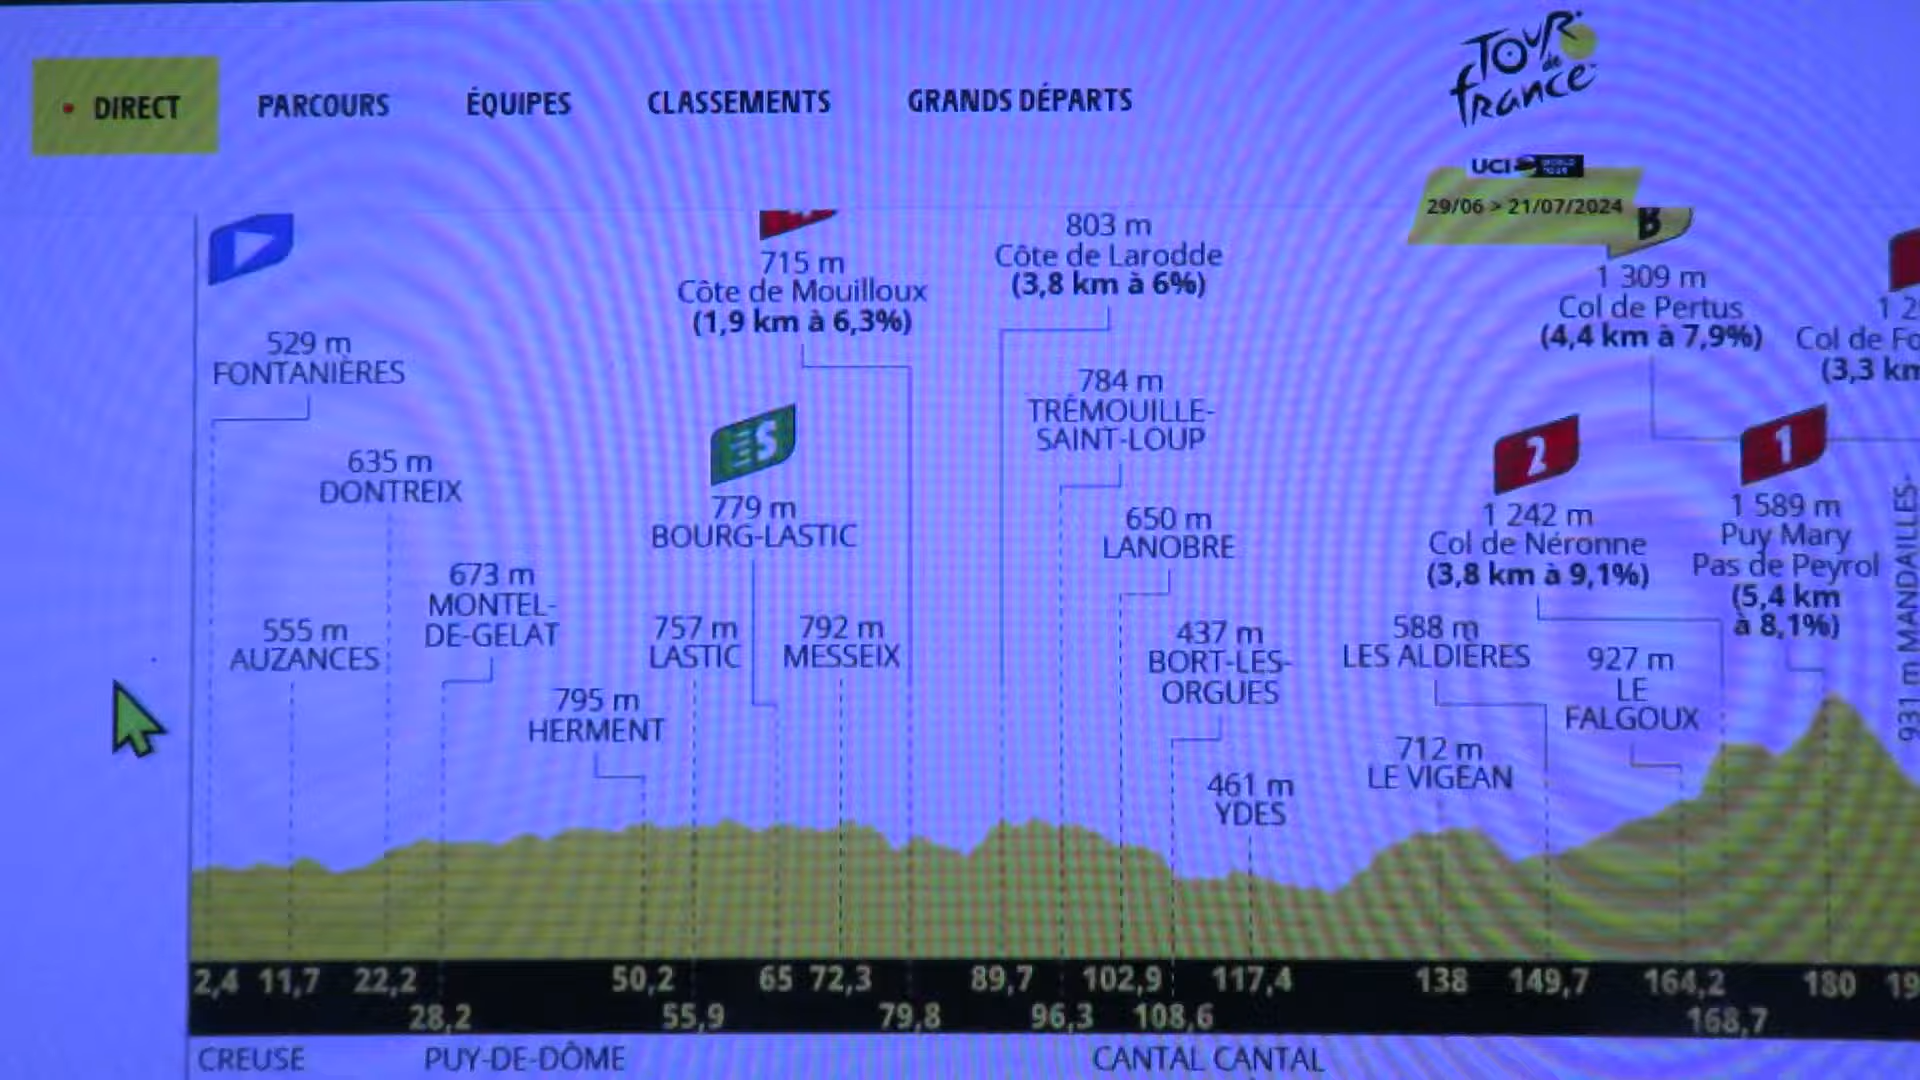 DIRECT
PARCOURS
ÉQUIPES
CLASSEMENTS
GRANDS DÉPARTS
TOUR
de
france
UCI WORLD
TOUR
29/06 > 21/07/2024
B
529 m
FONTANIÈRES
555 m
AUZANCES
635 m
DONTREIX
673 m
MONTEL-
DE-GELAT
795 m
HERMENT
757 m
LASTIC
S
779 m
BOURG-LASTIC
792 m
MESSEIX
715 m
Côte de Mouilloux
(1,9 km à 6,3%)
803 m
Côte de Larodde
(3,8 km à 6%)
784 m
TRÉMOUILLE-
SAINT-LOUP
650 m
LANOBRE
437 m
BORT-LES-
ORGUES
461 m
YDES
712 m
LE VIGEAN
588 m
LES ALDIÈRES
927 m
LE
FALGOUX
2
1 242 m
Col de Néronne
(3,8 km à 9,1%)
1
1 589 m
Puy Mary
Pas de Peyrol
(5,4 km
à 8,1%)
1 309 m
Col de Pertus
(4,4 km à 7,9%)
1 2
Col de Fo
(3,3 km
931 m MANDAILLES-
2,4 11,7 22,2 50,2 65 72,3 89,7 102,9 117,4 138 149,7 164,2 180 19
28,2 55,9 79,8 96,3 108,6 168,7
CREUSE PUY-DE-DÔME CANTAL CANTAL